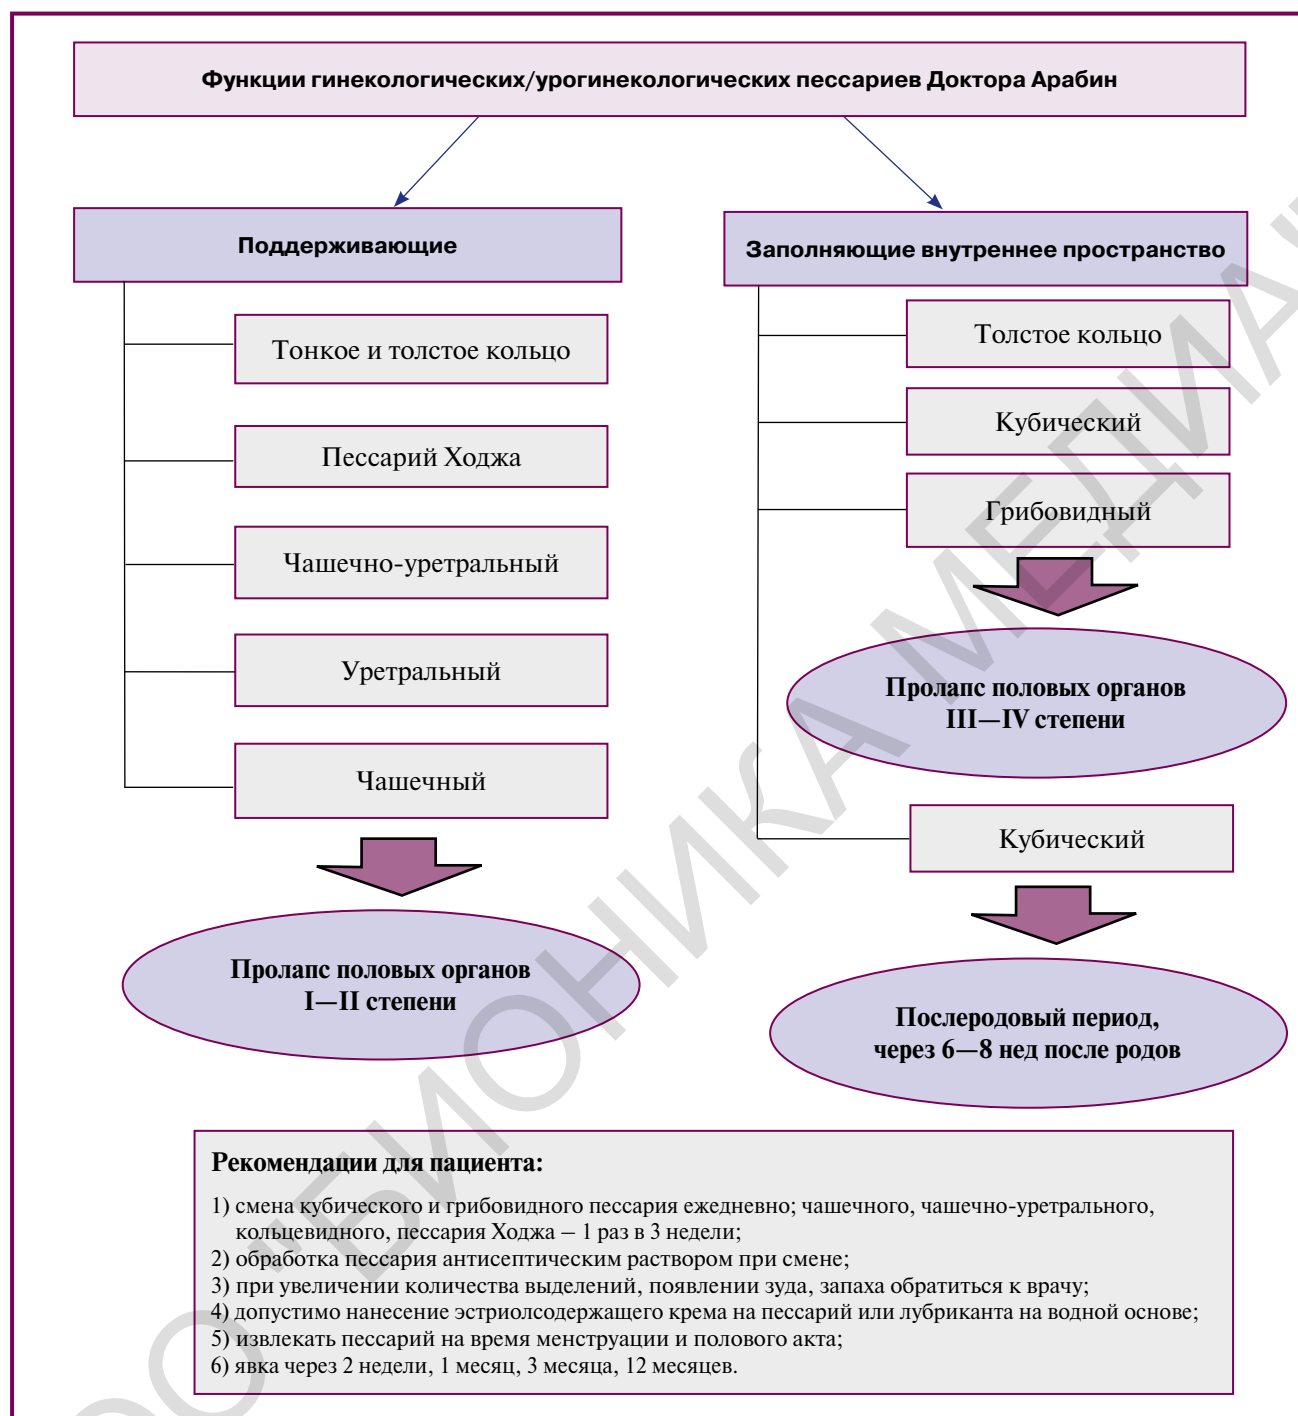 Функции гинекологических/урогинекологических пессариев Доктора Арабин
Поддерживающие
Тонкое и толстое кольцо
Пессарий Ходжа
Чашечно-уретральный
Уретральный
Чашечный
Пролапс половых органов
I—II степени
Заполняющие внутреннее пространство
Толстое кольцо
Кубический
Грибовидный
Пролапс половых органов
III—IV степени
Кубический
Послеродовый период,
через 6—8 нед после родов
Рекомендации для пациента:
1) смена кубического и грибовидного пессария ежедневно; чашечного, чашечно-уретрального,
кольцевидного, пессария Ходжа – 1 раз в 3 недели;
2) обработка пессария антисептическим раствором при смене;
3) при увеличении количества выделений, появлении зуда, запаха обратиться к врачу;
4) допустимо нанесение эстриолсодержащего крема на пессарий или лубриканта на водной основе;
5) извлекать пессарий на время менструации и полового акта;
6) явка через 2 недели, 1 месяц, 3 месяца, 12 месяцев.
ОО "БИОНИКА МЕДИА"